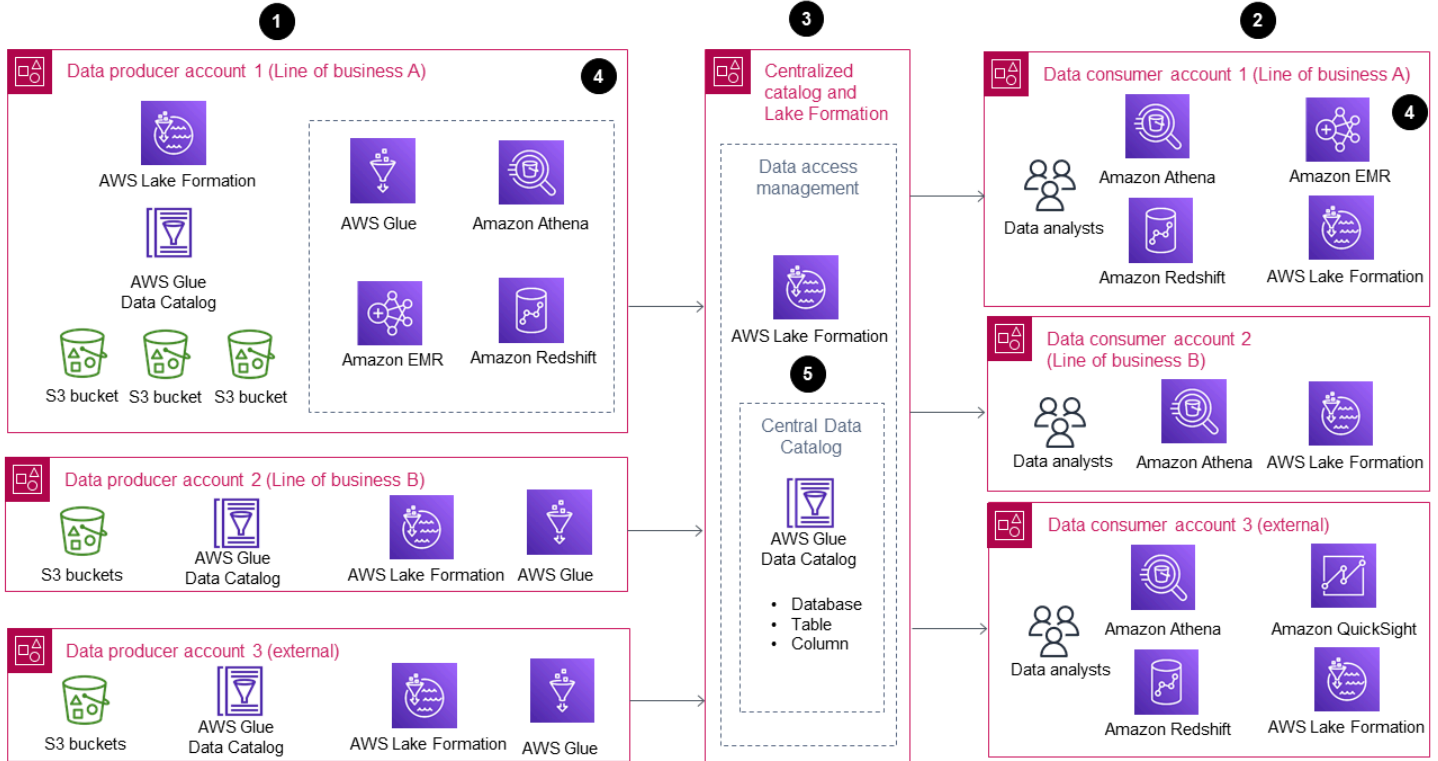 1
3
2
Data producer account 1 (Line of business A)
4
AWS Lake Formation
AWS Glue
Data Catalog
S3 bucket
S3 bucket
S3 bucket
AWS Glue
Amazon Athena
Amazon EMR
Amazon Redshift
Data producer account 2 (Line of business B)
S3 buckets
AWS Glue
Data Catalog
AWS Lake Formation
AWS Glue
Data producer account 3 (external)
S3 buckets
AWS Glue
Data Catalog
AWS Lake Formation
AWS Glue
Centralized
catalog and
Lake Formation
Data access
management
AWS Lake Formation
5
Central Data
Catalog
AWS Glue
Data Catalog
• Database
• Table
• Column
Data consumer account 1 (Line of business A)
4
Data analysts
Amazon Athena
Amazon EMR
Amazon Redshift
AWS Lake Formation
Data consumer account 2
(Line of business B)
Data analysts
Amazon Athena
AWS Lake Formation
Data consumer account 3 (external)
Data analysts
Amazon Athena
Amazon QuickSight
Amazon Redshift
AWS Lake Formation